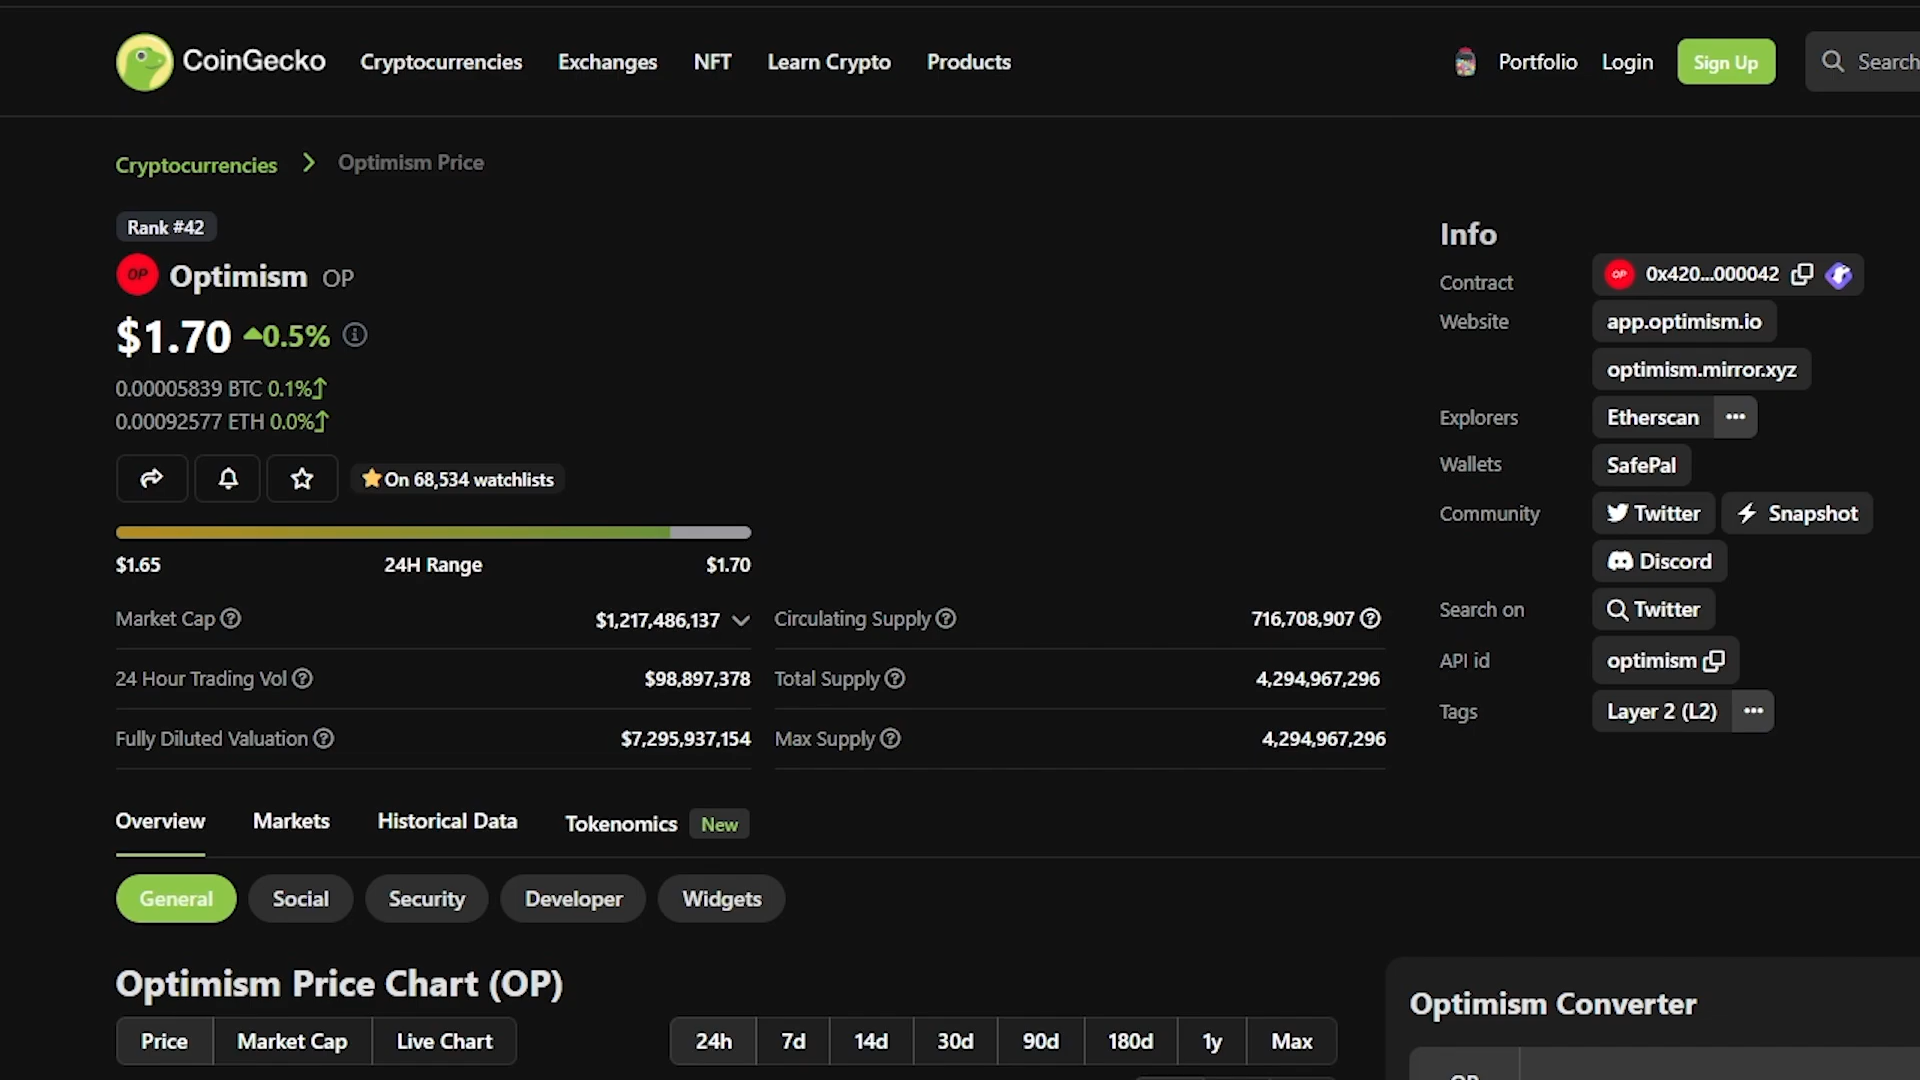 CoinGecko Cryptocurrencies Exchanges NFT Learn Crypto Products Portfolio Login Sign Up Search
Cryptocurrencies Optimism Price
Rank #42
OP Optimism OP
$1.70 0.5%
0.00005839 BTC 0.1%
0.00092577 ETH 0.0%
On 68,534 watchlists
$1.65 24H Range $1.70
Market Cap $1,217,486,137
24 Hour Trading Vol $98,897,378
Fully Diluted Valuation $7,295,937,154
Circulating Supply 716,708,907
Total Supply 4,294,967,296
Max Supply 4,294,967,296
Info
Contract OP 0x420...000042
Website app.optimism.io
optimism.mirror.xyz
Explorers Etherscan
Wallets SafePal
Community Twitter Snapshot
Discord
Search on Twitter
API id optimism
Tags Layer 2 (L2)
Overview Markets Historical Data Tokenomics New
General Social Security Developer Widgets
Optimism Price Chart (OP)
Price Market Cap Live Chart 24h 7d 14d 30d 90d 180d 1y Max
Optimism Converter
OP